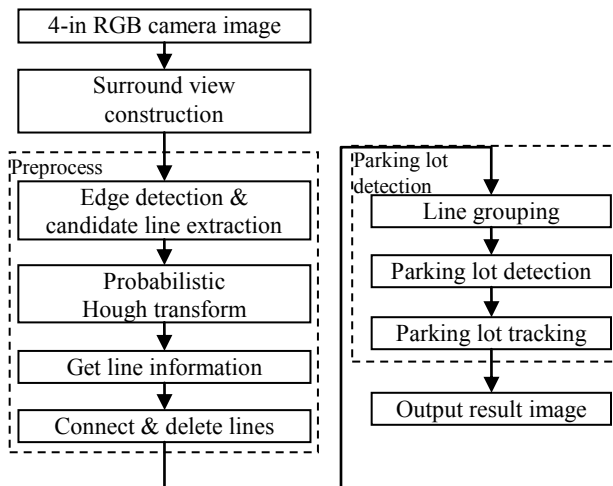 4-in RGB camera image
Surround view
construction
Preprocess
Edge detection &
candidate line extraction
Probabilistic
Hough transform
Get line information
Connect & delete lines
Parking lot
detection
Line grouping
Parking lot detection
Parking lot tracking
Output result image